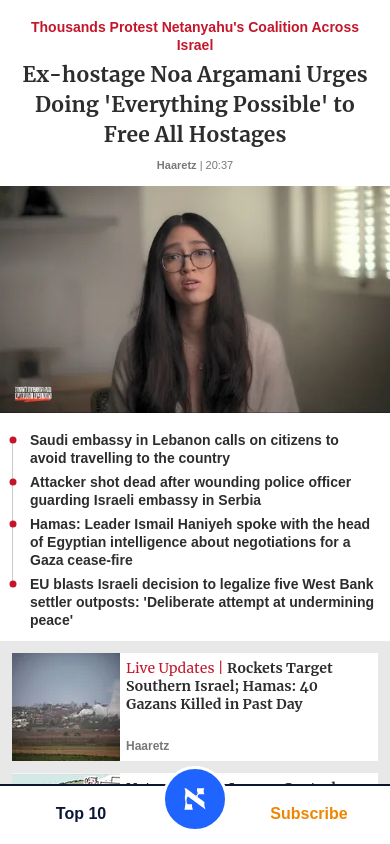 Thousands Protest Netanyahu's Coalition Across
Israel
Ex-hostage Noa Argamani Urges
Doing 'Everything Possible' to
Free All Hostages
Haaretz | 20:37
Saudi embassy in Lebanon calls on citizens to
avoid travelling to the country
Attacker shot dead after wounding police officer
guarding Israeli embassy in Serbia
Hamas: Leader Ismail Haniyeh spoke with the head
of Egyptian intelligence about negotiations for a
Gaza cease-fire
EU blasts Israeli decision to legalize five West Bank
settler outposts: 'Deliberate attempt at undermining
peace'
Live Updates | Rockets Target
Southern Israel; Hamas: 40
Gazans Killed in Past Day
Haaretz
Top 10
Subscribe